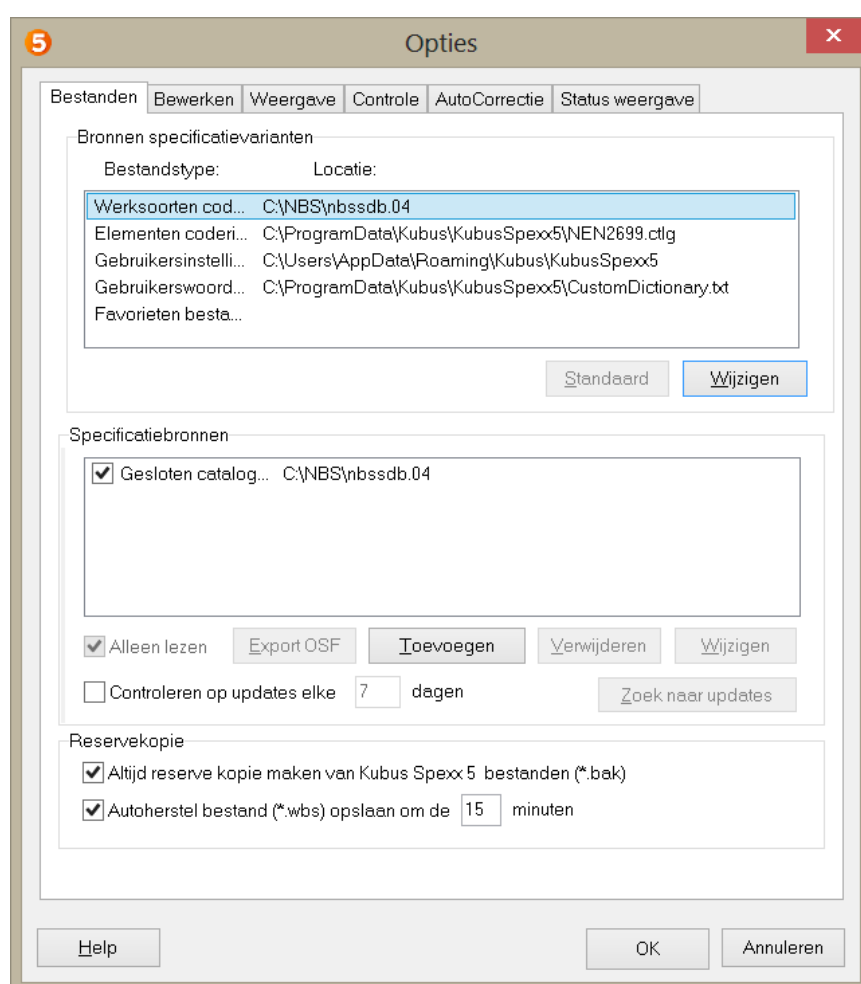 5 Opties x
Bestanden Bewerken Weergave Controle AutoCorrectie Status weergave
Bronnen specificatievarianten
Bestandstype: Locatie:
Werksoorten cod... C:\NBS\nbssdb.04
Elementen coderi... C:\ProgramData\Kubus\KubusSpexx5\NEN2699.ctlg
Gebruikersinstelli... C:\Users\AppData\Roaming\Kubus\KubusSpexx5
Gebruikerswoord... C:\ProgramData\Kubus\KubusSpexx5\CustomDictionary.txt
Favorieten besta...
Standaard Wijzigen
Specificatiebronnen
Gesloten catalog... C:\NBS\nbssdb.04
Alleen lezen Export OSF Toevoegen Verwijderen Wijzigen
Controleren op updates elke 7 dagen Zoek naar updates
Reservekopie
Altijd reserve kopie maken van Kubus Spexx 5 bestanden (*.bak)
Autoherstel bestand (*.wbs) opslaan om de 15 minuten
Help OK Annuleren